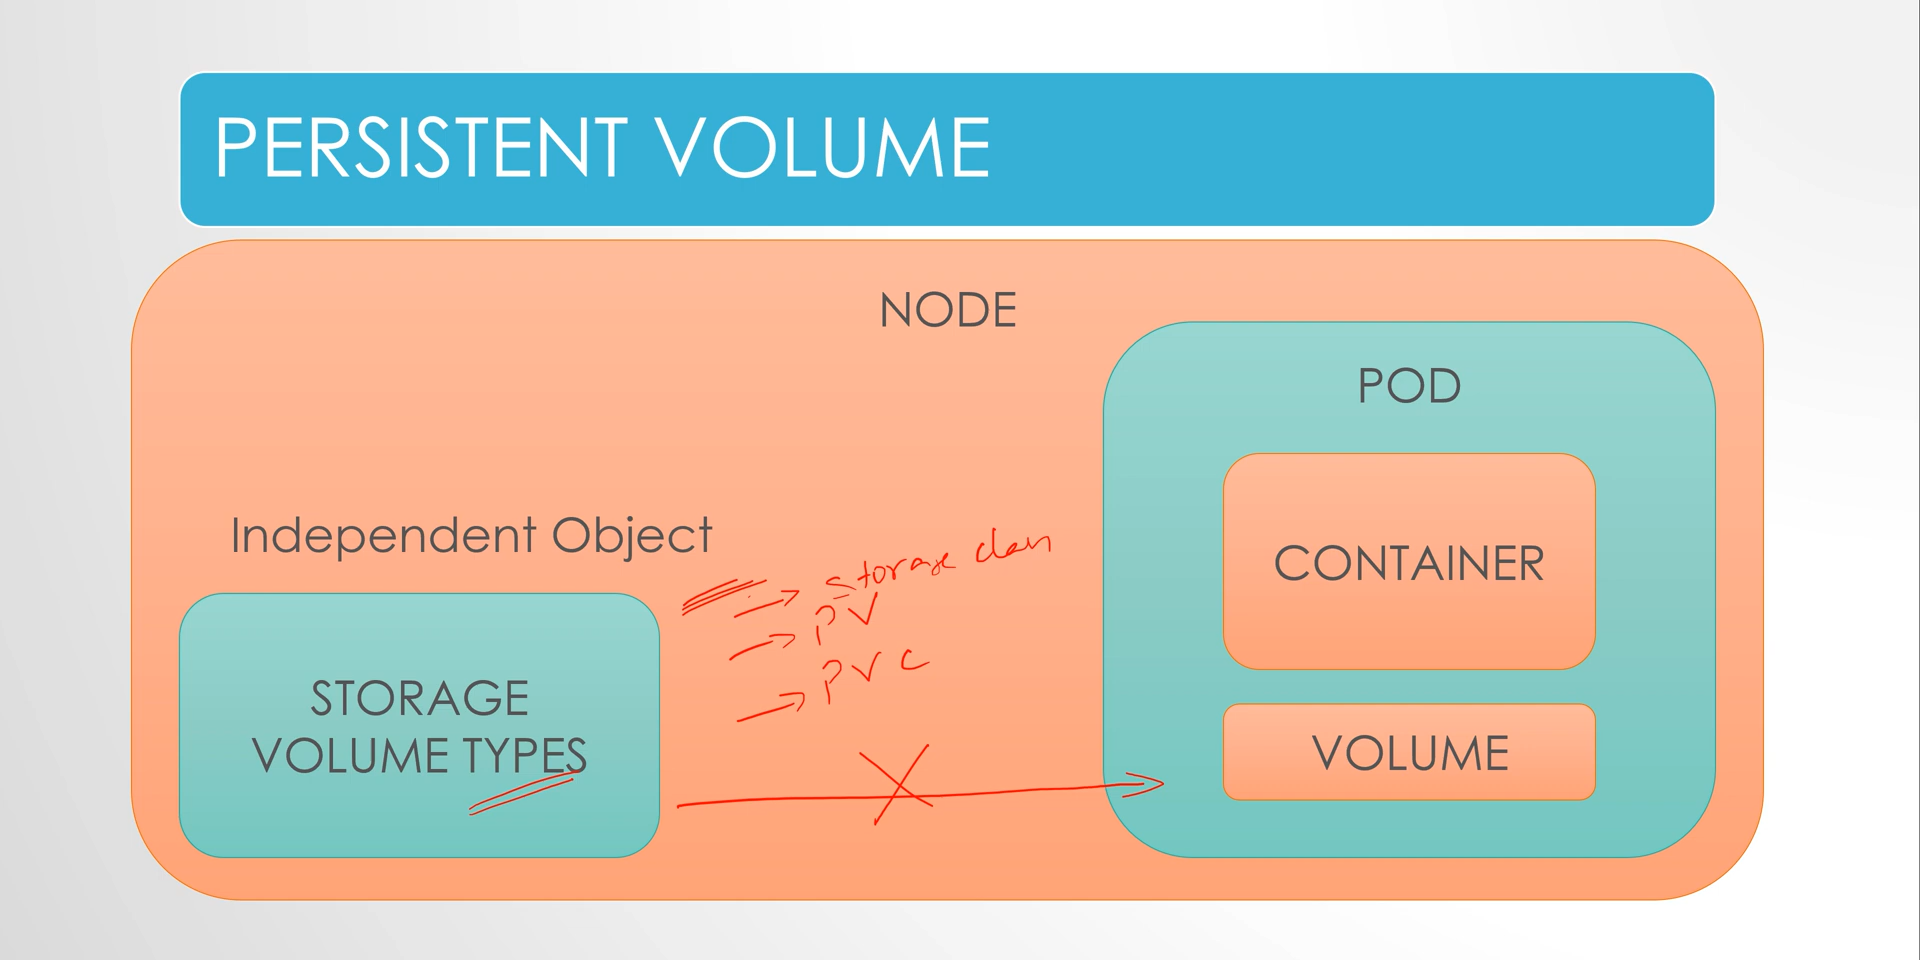 PERSISTENT VOLUME
NODE
POD
Independent Object
Storage class
CONTAINER
PV
PVC
STORAGE
VOLUME TYPES
VOLUME